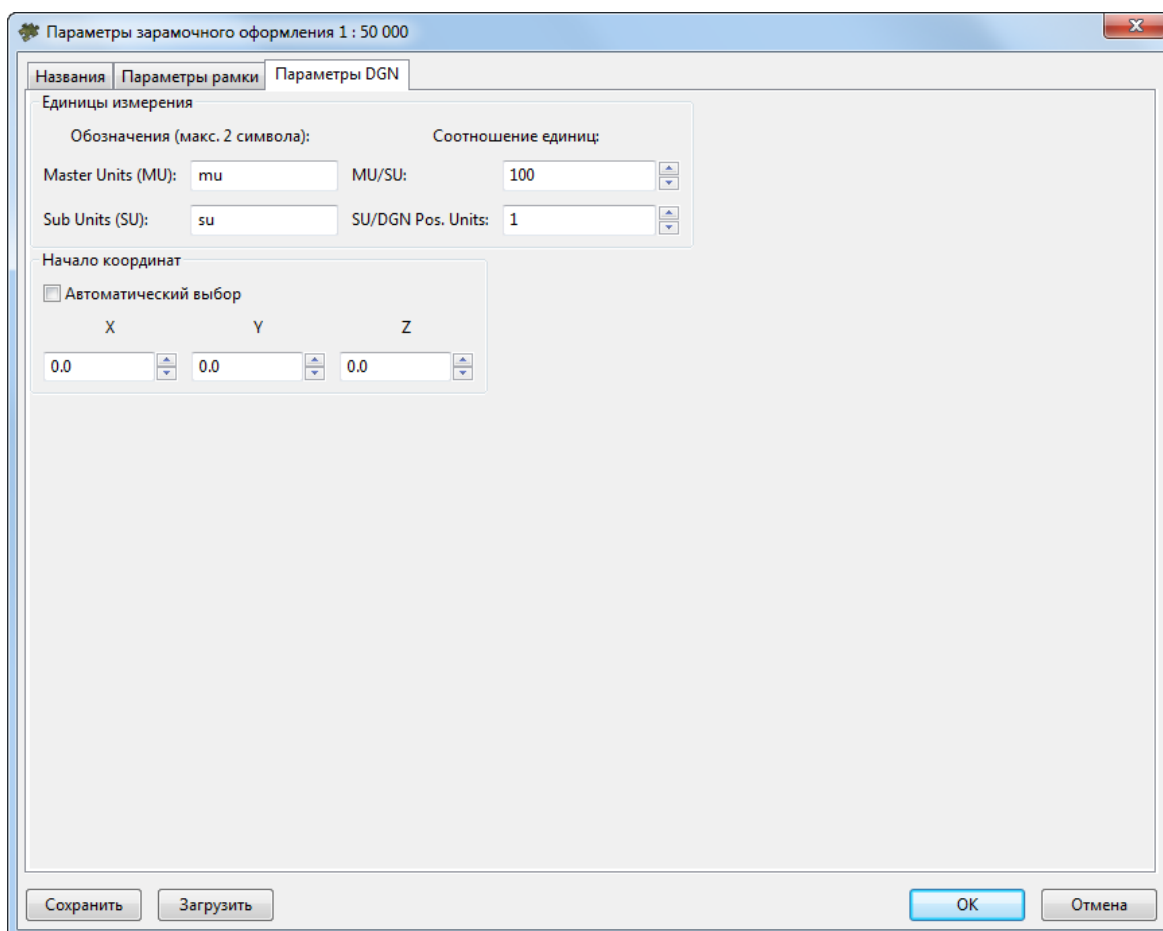 Параметры зарамочного оформления 1 : 50 000
Названия Параметры рамки Параметры DGN
Единицы измерения
Обозначения (макс. 2 символа): Соотношение единиц:
Master Units (MU): mu MU/SU: 100
Sub Units (SU): su SU/DGN Pos. Units: 1
Начало координат
Автоматический выбор
X Y Z
0.0 0.0 0.0
Сохранить Загрузить OK Отмена